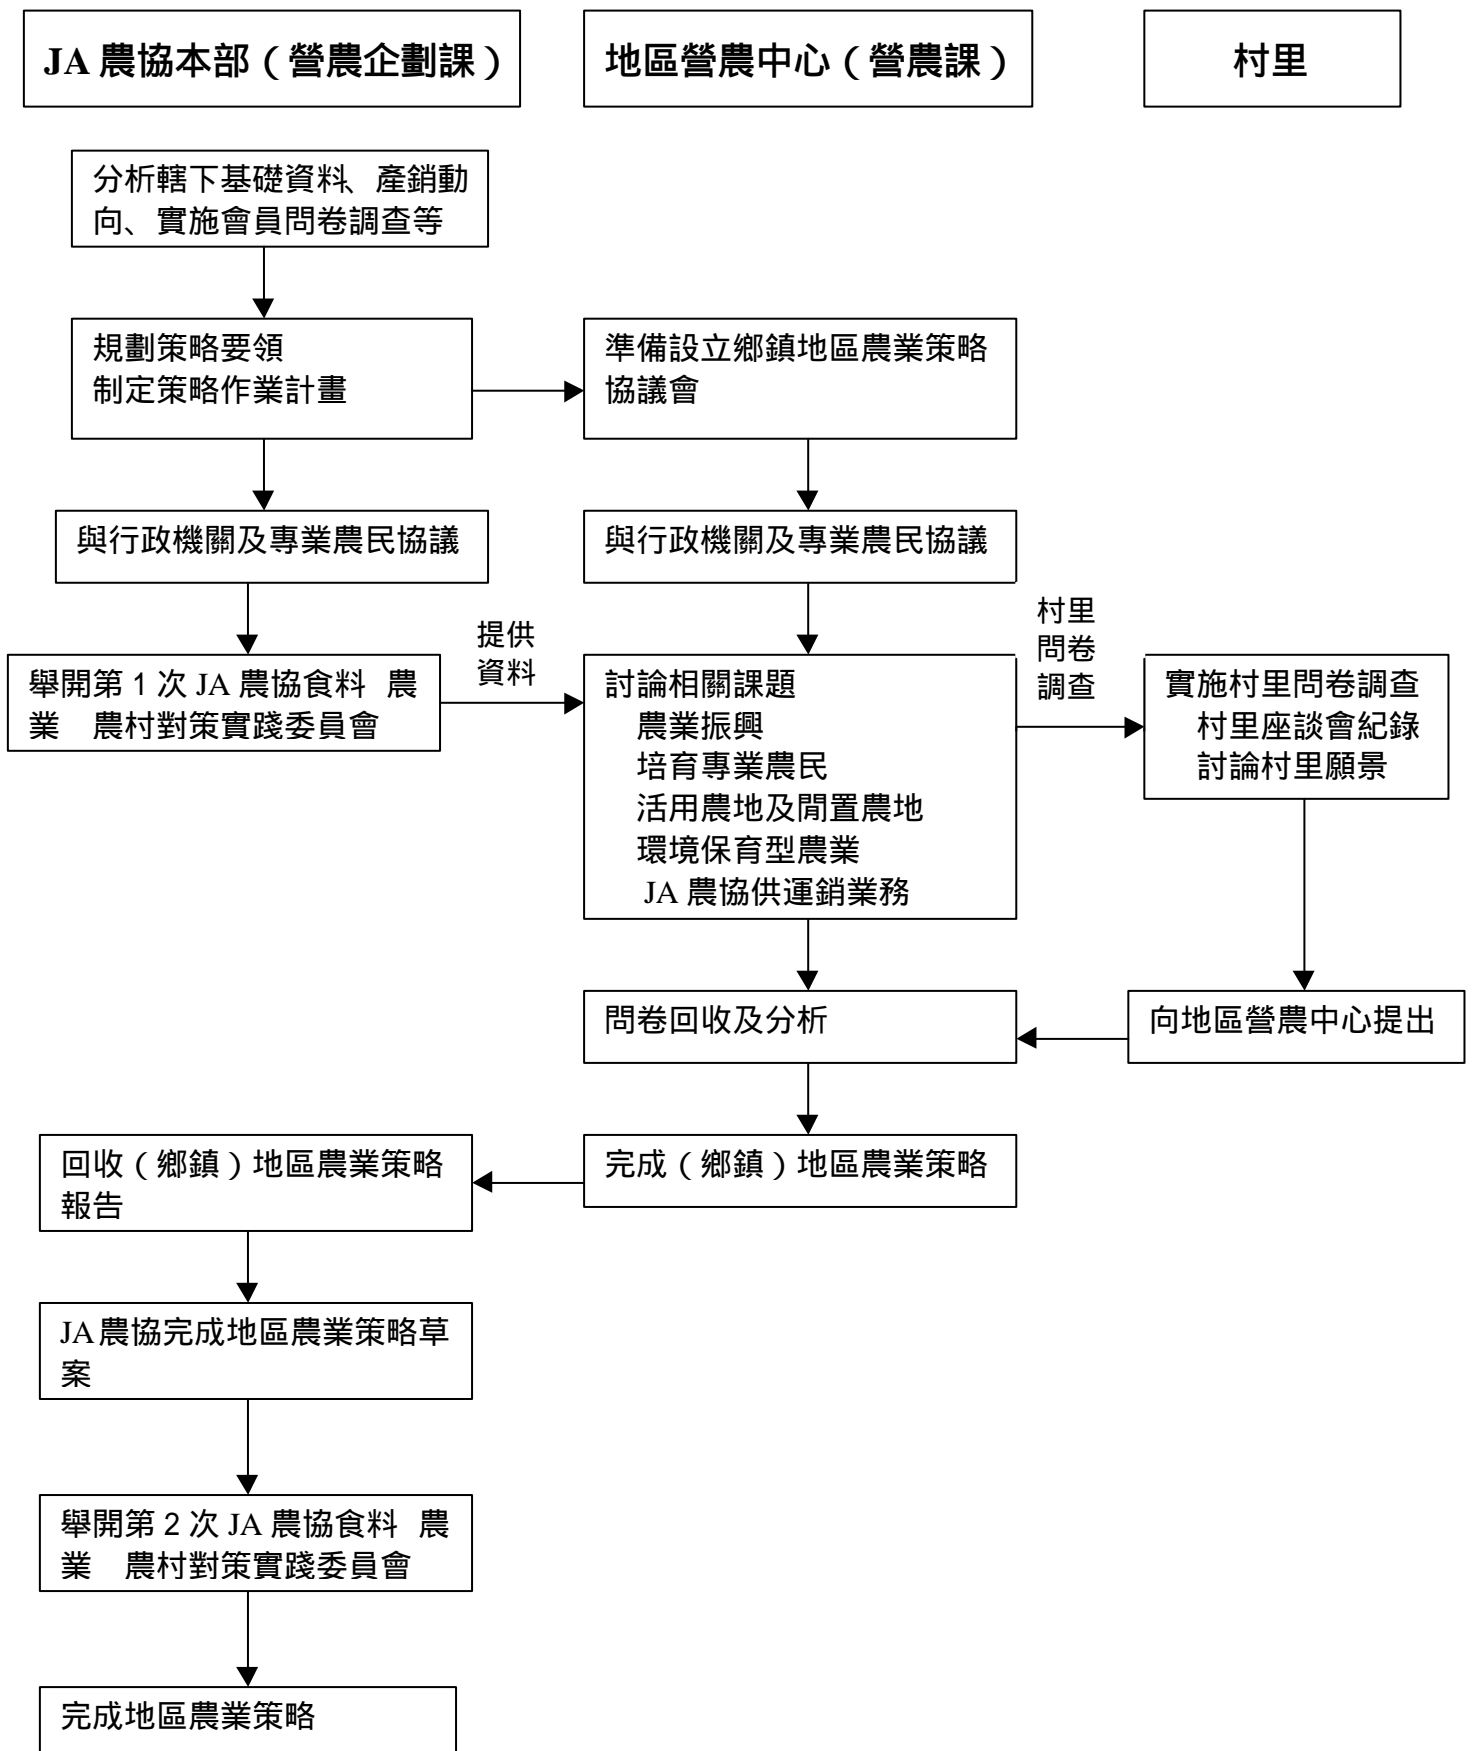 JA 農協本部（營農企劃課）
地區營農中心（營農課）
村里
分析轄下基礎資料、產銷動
向、實施會員問卷調查等
規劃策略要領
制定策略作業計畫
準備設立鄉鎮地區農業策略
協議會
與行政機關及專業農民協議
與行政機關及專業農民協議
舉開第 1 次 JA 農協食料 農
業 農村對策實踐委員會
提供
資料
討論相關課題
農業振興
培育專業農民
活用農地及閒置農地
環境保育型農業
JA 農協供運銷業務
村里
問卷
調查
實施村里問卷調查
村里座談會紀錄
討論村里願景
問卷回收及分析
向地區營農中心提出
回收（鄉鎮）地區農業策略
報告
完成（鄉鎮）地區農業策略
JA 農協完成地區農業策略草
案
舉開第 2 次 JA 農協食料 農
業 農村對策實踐委員會
完成地區農業策略